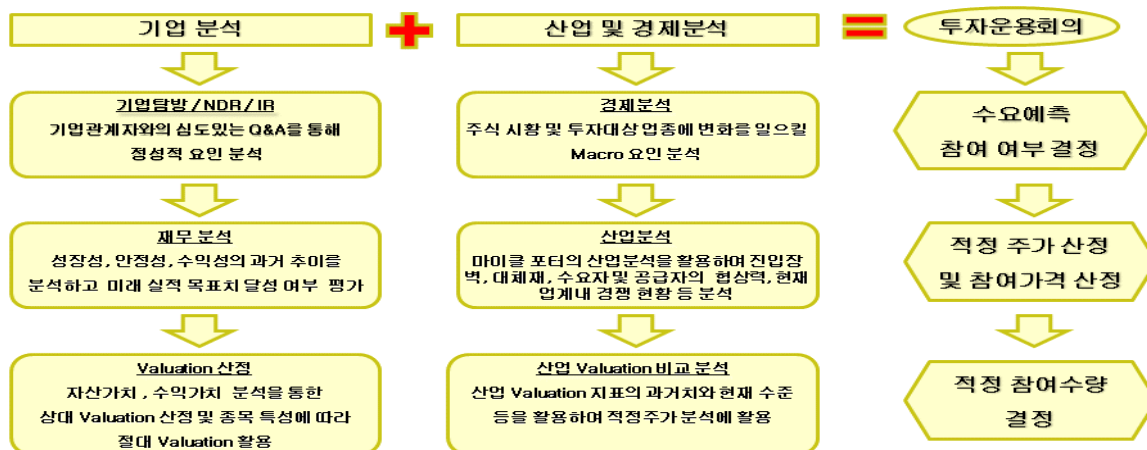 기업 분석
+
산업 및 경제분석
=
투자운용회의
기업탐방 / NDR / IR
기업관계자와의 심도있는 Q&A를 통해
정성적 요인 분석
경제분석
주식 시황 및 투자대상 업종에 변화를 일으킬
Macro 요인 분석
수요예측
참여 여부 결정
재무 분석
성장성, 안정성, 수익성의 과거 추이를
분석하고 미래 실적 목표치 달성 여부 평가
산업분석
마이클 포터의 산업분석을 활용하여 진입장
벽, 대체재, 수요자 및 공급자의 협상력, 현재
업계내 경쟁 현황 등 분석
적정 주가 산정
및 참여가격 산정
Valuation 산정
자산가치 , 수익가치 분석을 통한
상대 Valuation 산정 및 종목 특성에 따라
절대 Valuation 활용
산업 Valuation 비교 분석
산업 Valuation 지표의 과거치와 현재 수준
등을 활용하여 적정주가 분석에 활용
적정 참여수량
결정